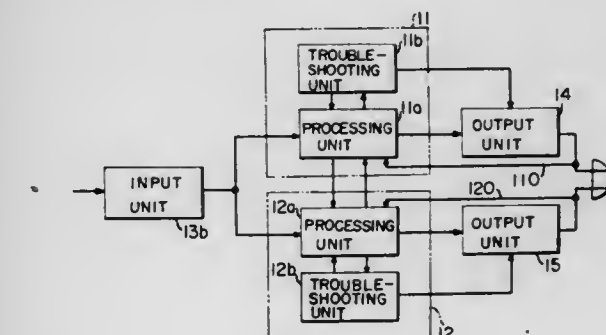 11
TROUBLE-
SHOOTING
UNIT
11b
11a
PROCESSING
UNIT
OUTPUT
UNIT
14
110
INPUT
UNIT
13b
120
12a
PROCESSING
UNIT
OUTPUT
UNIT
15
12b
TROUBLE-
SHOOTING
UNIT
12